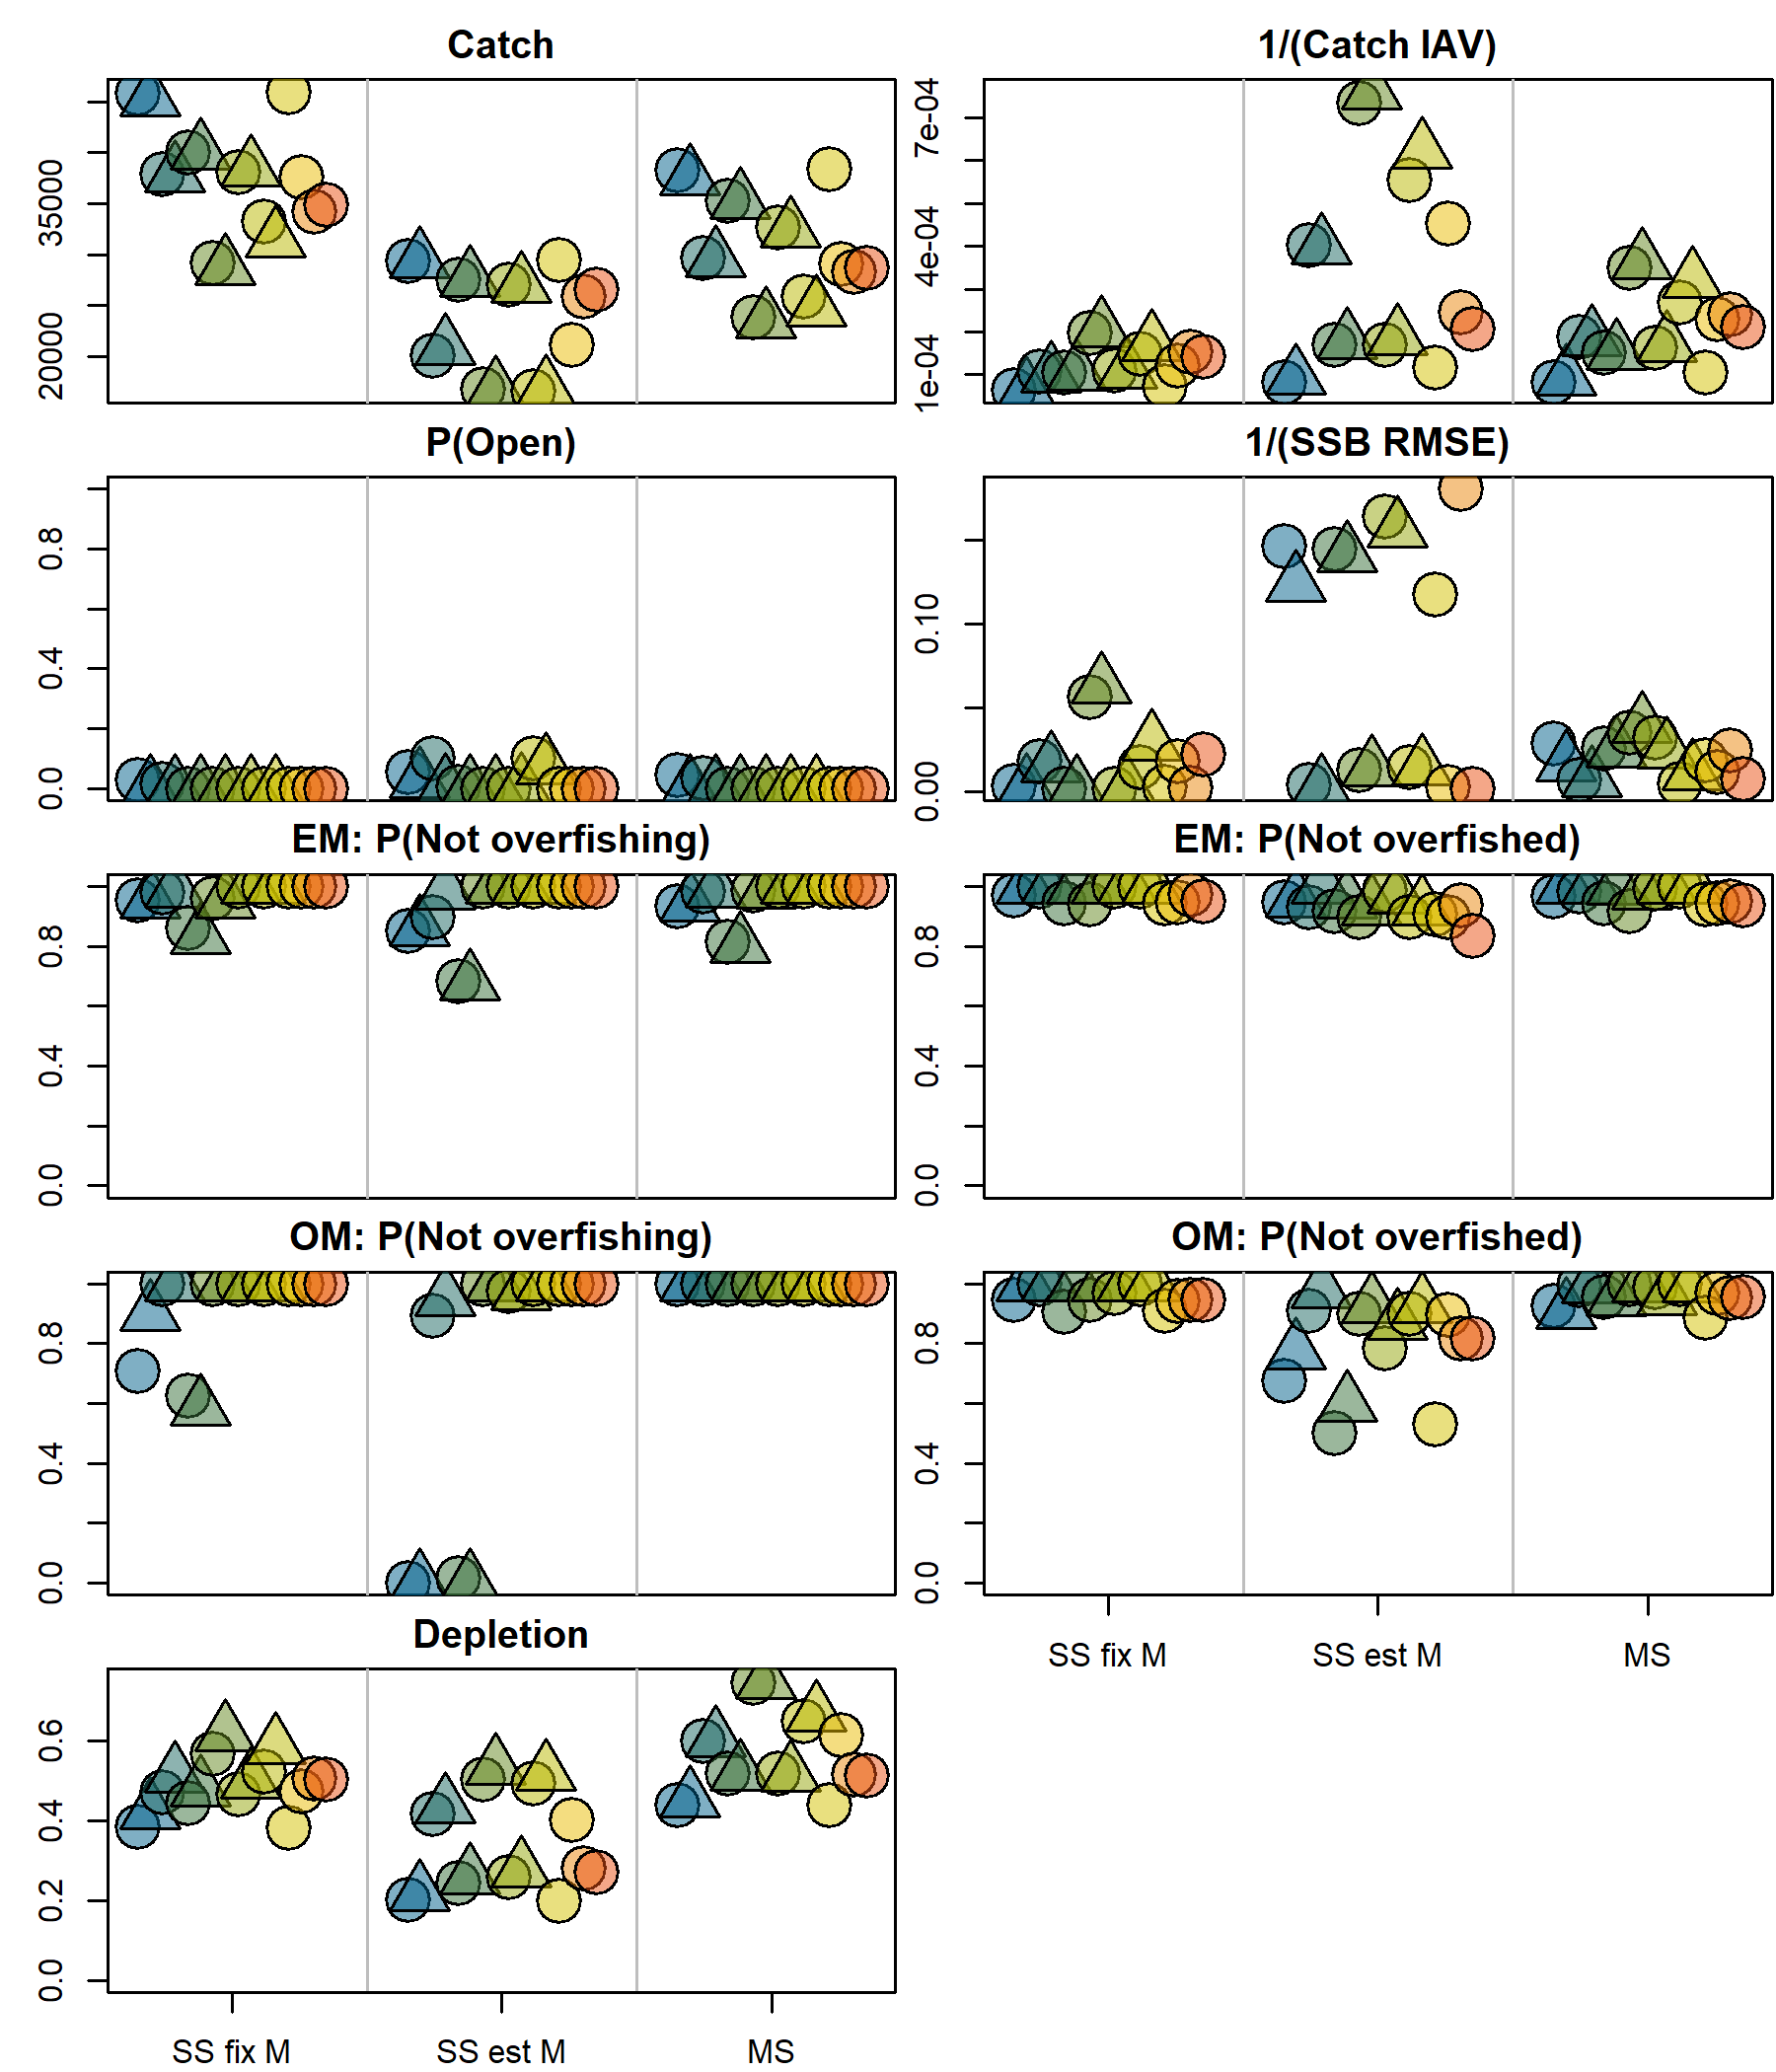 Catch
1/(Catch IAV)
35000
20000
7e-04
4e-04
1e-04
P(Open)
1/(SSB RMSE)
0.8
0.4
0.0
0.10
0.00
EM: P(Not overfishing)
EM: P(Not overfished)
0.8
0.4
0.0
0.8
0.4
0.0
OM: P(Not overfishing)
OM: P(Not overfished)
0.8
0.4
0.0
0.8
0.4
0.0
SS fix M SS est M MS
Depletion
0.6
0.4
0.2
0.0
SS fix M SS est M MS